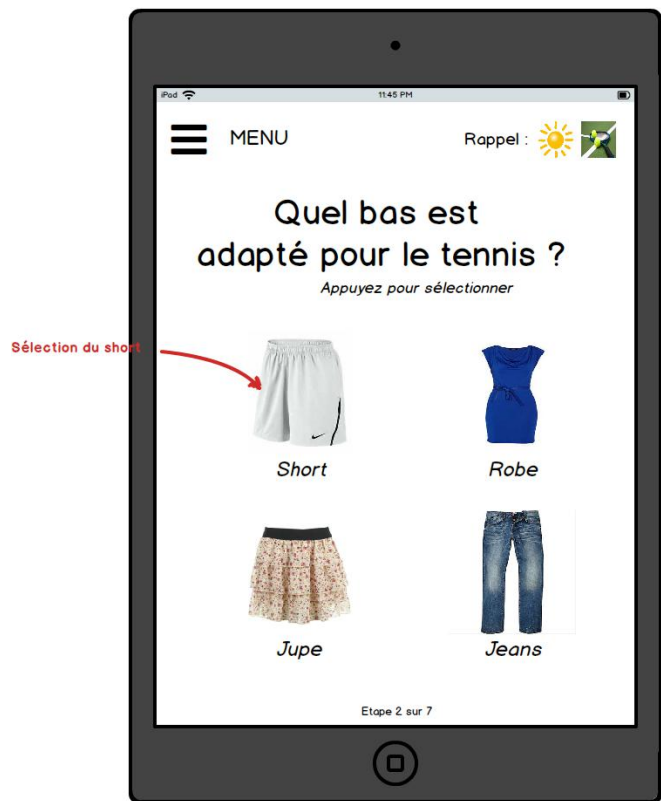 iPad
11:45 PM
MENU
Rappel :
Quel bas est
adapté pour le tennis ?
Appuyez pour sélectionner
Sélection du short
Short
Robe
Jupe
Jeans
Etape 2 sur 7